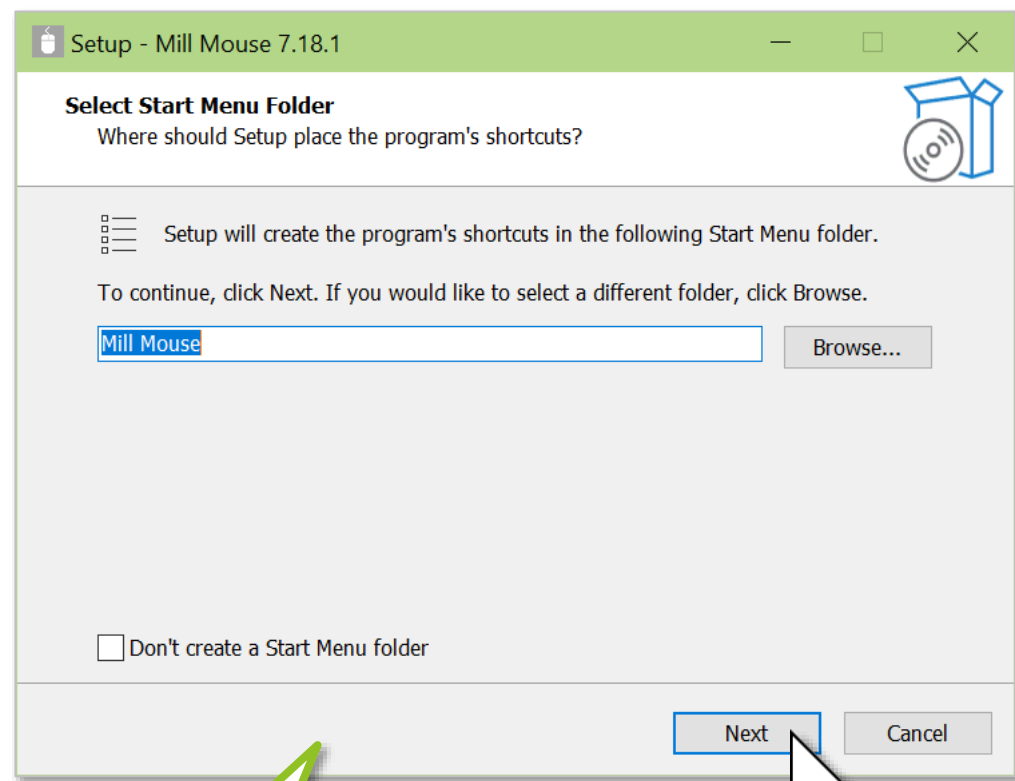 Setup - Mill Mouse 7.18.1
Select Start Menu Folder
Where should Setup place the program's shortcuts?
Setup will create the program's shortcuts in the following Start Menu folder.
To continue, click Next. If you would like to select a different folder, click Browse.
Mill Mouse
Browse...
Don't create a Start Menu folder
Next
Cancel